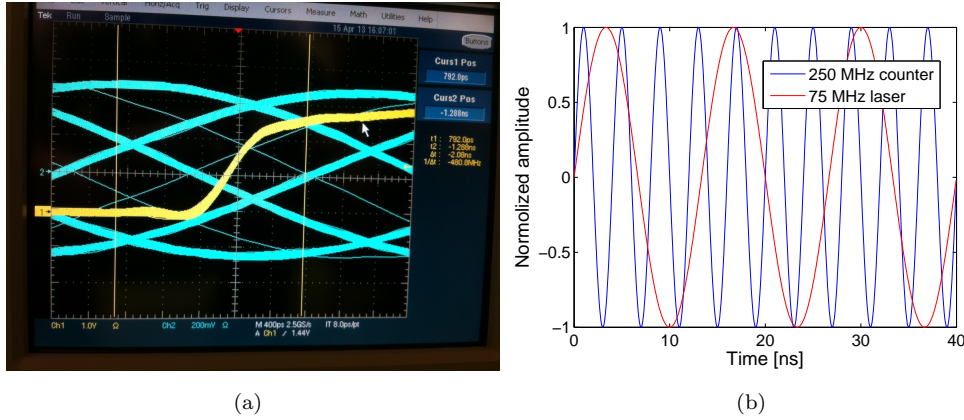 Vertical Horiz/Acq Trig Display Cursors Measure Math Utilities Help
Tek Run Sample
15 Apr 13 16:07:01
Buttons
Curs1 Pos
792.0ps
Curs2 Pos
-1.288ns
t1 : 792.0ps
t2 : -1.288ns
Δt : -2.08ns
1/Δt : -480.8MHz
2
1
Ch1 1.0V Ω Ch2 200mV Ω M 400ps 2.5GS/s IT 8.0ps/pt
A Ch1 / 1.44V
(a)
Normolized amplitude
1
0.5
0
−0.5
−1
250 MHz counter
75 MHz laser
0 10 20 30 40
Time [ns]
(b)